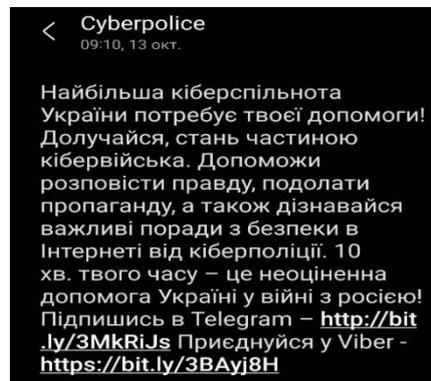 Cyberpolice
09:10, 13 окт.
Найбільша кіберспільнота
України потребує твоєї допомоги!
Долучайся, стань частиною
кібервійська. Допоможи
розповісти правду, подолати
пропаганду, а також дізнавайся
важливі поради з безпеки в
Інтернеті від кіберполіції. 10
хв. твого часу – це неоціненна
допомога Україні у війні з росією!
Підпишись в Telegram – http://bit
.ly/3MkRiJs Приєднуйся у Viber -
https://bit.ly/3BAyj8H